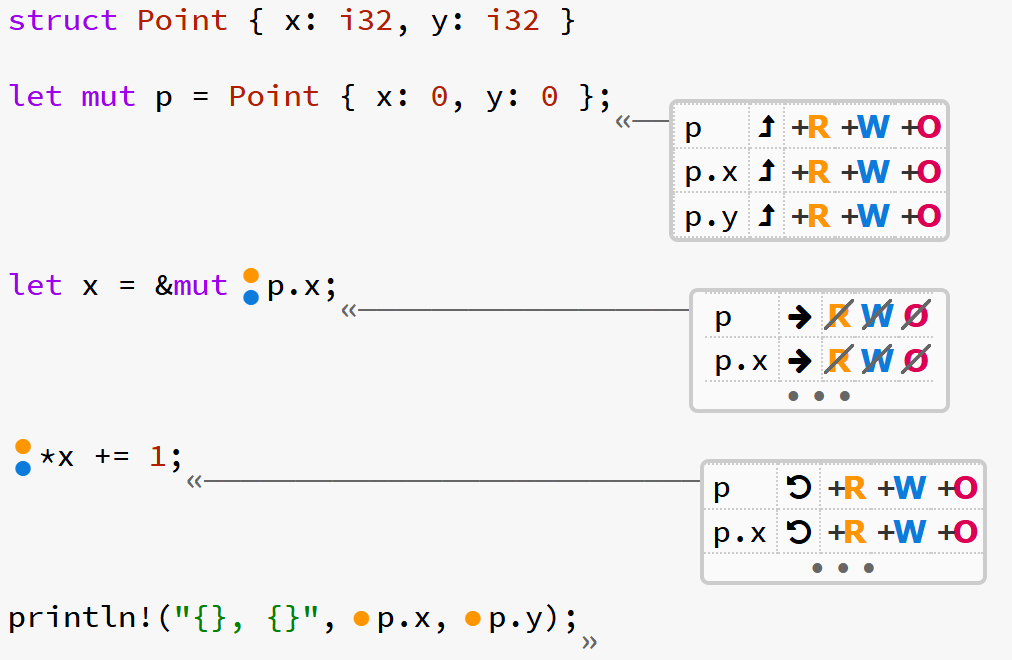 struct Point { x: i32, y: i32 }
let mut p = Point { x: 0, y: 0 };
«
p ⮥ +R +W +O
p.x ⮥ +R +W +O
p.y ⮥ +R +W +O
let x = &mut p.x;
«
p → R W O
p.x → R W O
• • •
*x += 1;
«
p ↺ +R +W +O
p.x ↺ +R +W +O
• • •
println!("{}, {}", p.x, p.y);
»